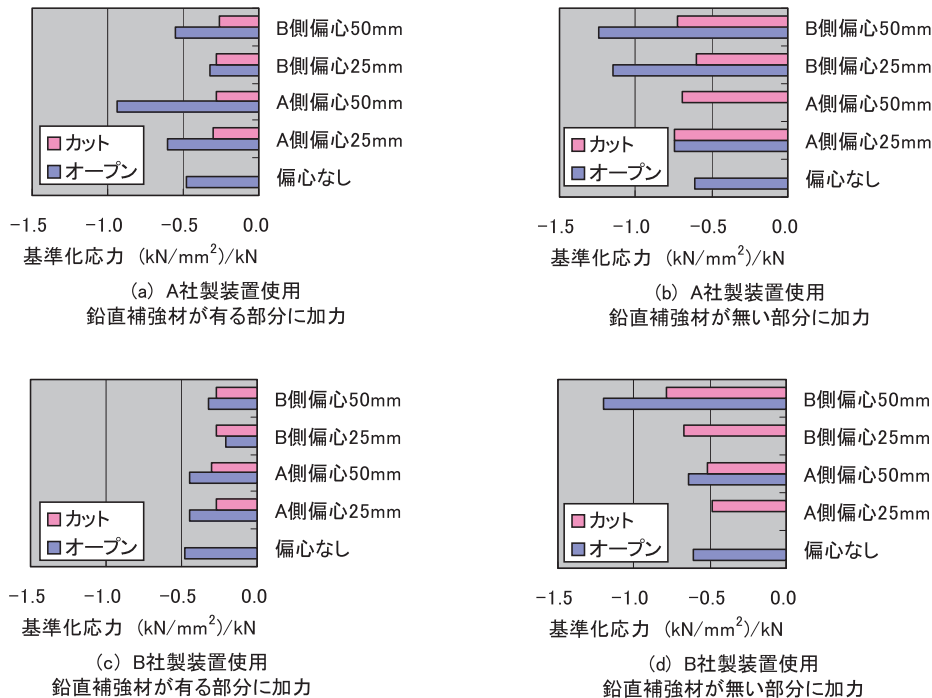 B側偏心50mm
B側偏心25mm
A側偏心50mm
A側偏心25mm
偏心なし
カット
オープン
-1.5 -1.0 -0.5 0.0
基準化応力 (kN/mm²)/kN
(a) A社製装置使用
鉛直補強材が有る部分に加力
B側偏心50mm
B側偏心25mm
A側偏心50mm
A側偏心25mm
偏心なし
カット
オープン
-1.5 -1.0 -0.5 0.0
基準化応力 (kN/mm²)/kN
(b) A社製装置使用
鉛直補強材が無い部分に加力
B側偏心50mm
B側偏心25mm
A側偏心50mm
A側偏心25mm
偏心なし
カット
オープン
-1.5 -1.0 -0.5 0.0
基準化応力 (kN/mm²)/kN
(c) B社製装置使用
鉛直補強材が有る部分に加力
B側偏心50mm
B側偏心25mm
A側偏心50mm
A側偏心25mm
偏心なし
カット
オープン
-1.5 -1.0 -0.5 0.0
基準化応力 (kN/mm²)/kN
(d) B社製装置使用
鉛直補強材が無い部分に加力